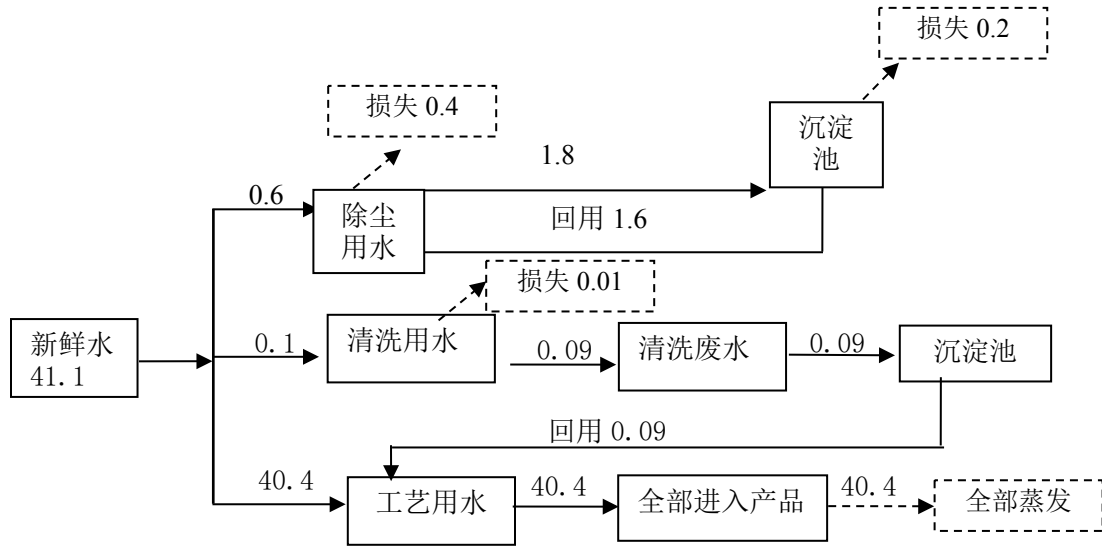 损失 0.2
损失 0.4
沉淀
池
1.8
0.6
除尘
用水
回用 1.6
损失 0.01
新鲜水
41.1
0.1
清洗用水
0.09
清洗废水
0.09
沉淀池
回用 0.09
40.4
工艺用水
40.4
全部进入产品
40.4
全部蒸发